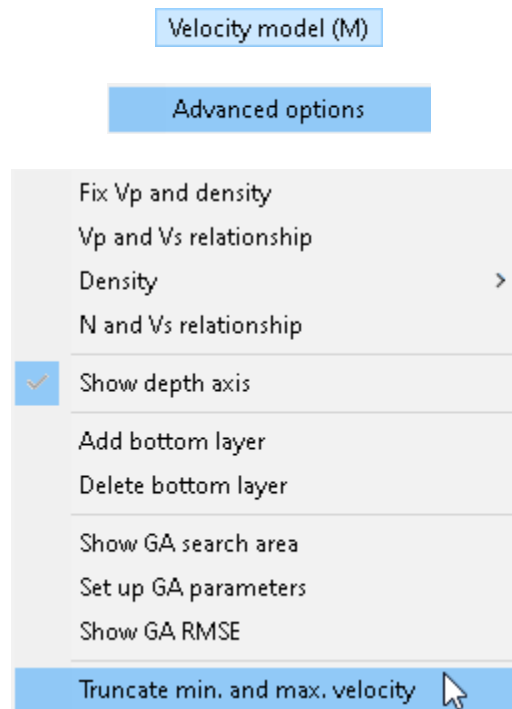 Velocity model (M)
Advanced options
Fix Vp and density
Vp and Vs relationship
Density
N and Vs relationship
Show depth axis
Add bottom layer
Delete bottom layer
Show GA search area
Set up GA parameters
Show GA RMSE
Truncate min. and max. velocity